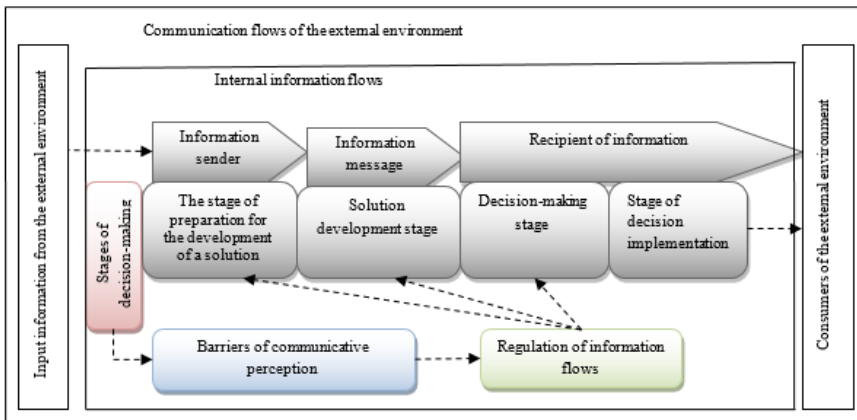 Communication flows of the external environment
Input information from the external environment
Internal information flows
Information
sender
Information
message
Recipient of information
Stages of
decision-making
The stage of
preparation for
the development
of a solution
Solution
development stage
Decision-making
stage
Stage of
decision
implementation
Barriers of communicative
perception
Regulation of information
flows
Consumers of the external environment